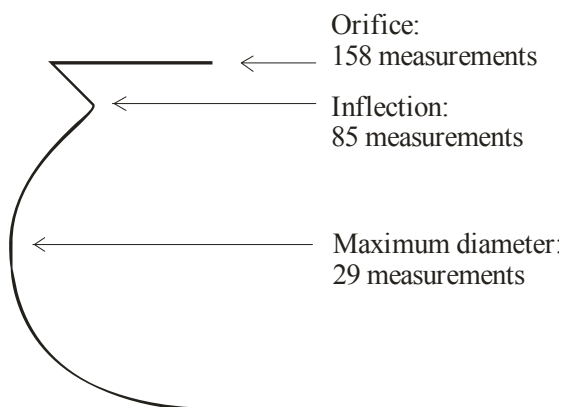 Orifice:
158 measurements
Inflection:
85 measurements
Maximum diameter:
29 measurements